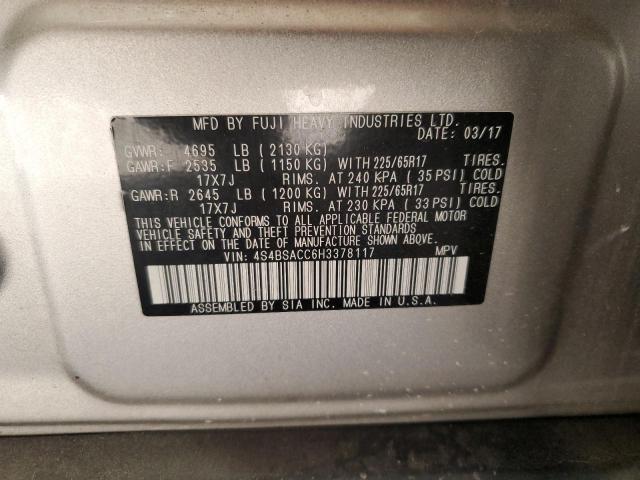 MFD BY FUJI HEAVY INDUSTRIES LTD.
DATE: 03/17
GVWR: 4695 LB (2130 KG)
GAWR:F 2535 LB (1150 KG) WITH 225/65R17 TIRES.
17X7J RIMS. AT 240 KPA ( 35 PSI) COLD
GAWR:R 2645 LB (1200 KG) WITH 225/65R17 TIRES.
17X7J RIMS. AT 230 KPA ( 33 PSI) COLD
THIS VEHICLE CONFORMS TO ALL APPLICABLE FEDERAL MOTOR
VEHICLE SAFETY AND THEFT PREVENTION STANDARDS
IN EFFECT ON THE DATE OF MANUFACTURE SHOWN ABOVE.
VIN: 4S4BSACC6H3378117 MPV
ASSEMBLED BY SIA INC. MADE IN U.S.A.